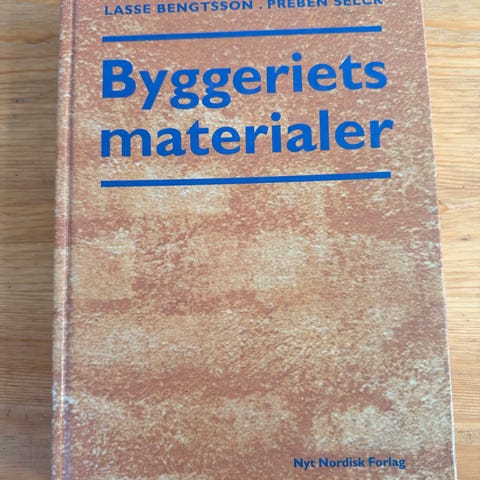 LASSE BENGTSSON . PREBEN SELCK
Byggeriets
materialer
Nyt Nordisk Forlag